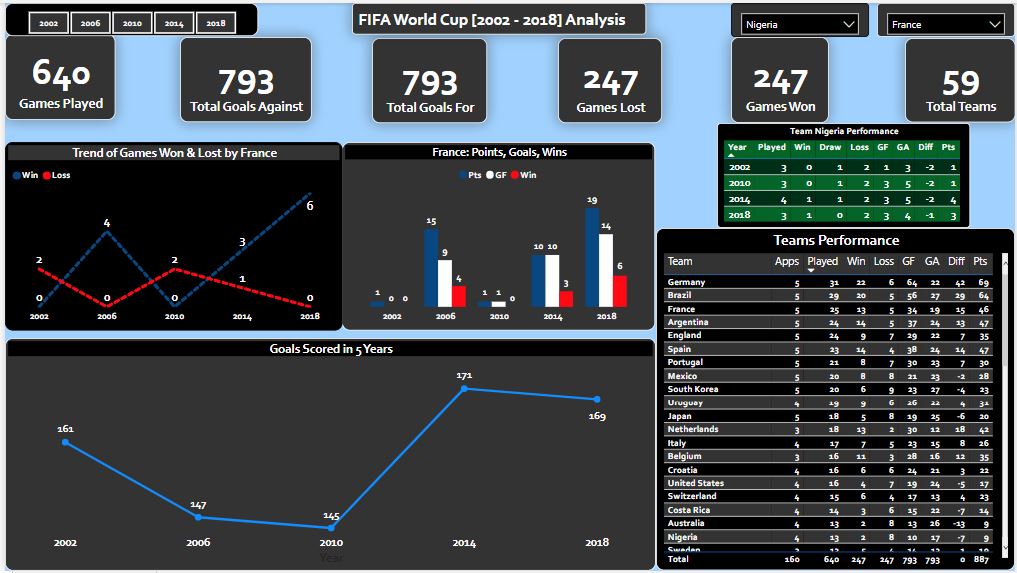 2002 2006 2010 2014 2018
FIFA World Cup [2002 - 2018] Analysis
Nigeria
France
640
Games Played
793
Total Goals Against
793
Total Goals For
247
Games Lost
247
Games Won
59
Total Teams
Trend of Games Won & Lost by France
Win Loss
2 4 2 3 6
0 0 0 1 0
2002 2006 2010 2014 2018
France: Points, Goals, Wins
Pts GF Win
1 0 0 15 9 4 1 1 0 10 10 3 19 14 6
2002 2006 2010 2014 2018
Team Nigeria Performance
Year Played Win Draw Loss GF GA Diff Pts
2002 3 0 1 2 1 3 -2 1
2010 3 0 1 2 3 5 -2 1
2014 4 1 1 2 3 5 -2 4
2018 3 1 0 2 3 4 -1 3
Teams Performance
Team Apps Played Win Loss GF GA Diff Pts
Germany 5 31 22 6 64 22 42 69
Brazil 5 29 20 5 56 27 29 64
France 5 25 13 5 34 19 15 46
Argentina 5 24 14 5 37 24 13 47
England 5 24 9 7 29 22 7 35
Spain 5 23 14 4 38 24 14 47
Portugal 5 21 8 7 30 23 7 30
Mexico 5 20 8 8 21 23 -2 28
South Korea 5 20 6 9 23 27 -4 23
Uruguay 4 19 9 6 26 22 4 31
Japan 5 18 5 8 19 25 -6 20
Netherlands 3 18 13 2 30 12 18 42
Italy 4 17 7 5 23 15 8 26
Belgium 3 16 11 3 28 16 12 35
Croatia 4 16 6 6 24 21 3 22
United States 4 16 4 7 19 24 -5 17
Switzerland 4 15 6 4 17 13 4 23
Costa Rica 4 14 3 6 15 22 -7 14
Australia 4 13 2 8 13 26 -13 9
Nigeria 4 13 2 8 10 17 -7 9
Sweden
Total 160 640 247 247 793 793 0 887
Goals Scored in 5 Years
161 147 145 171 169
2002 2006 2010 2014 2018
Year